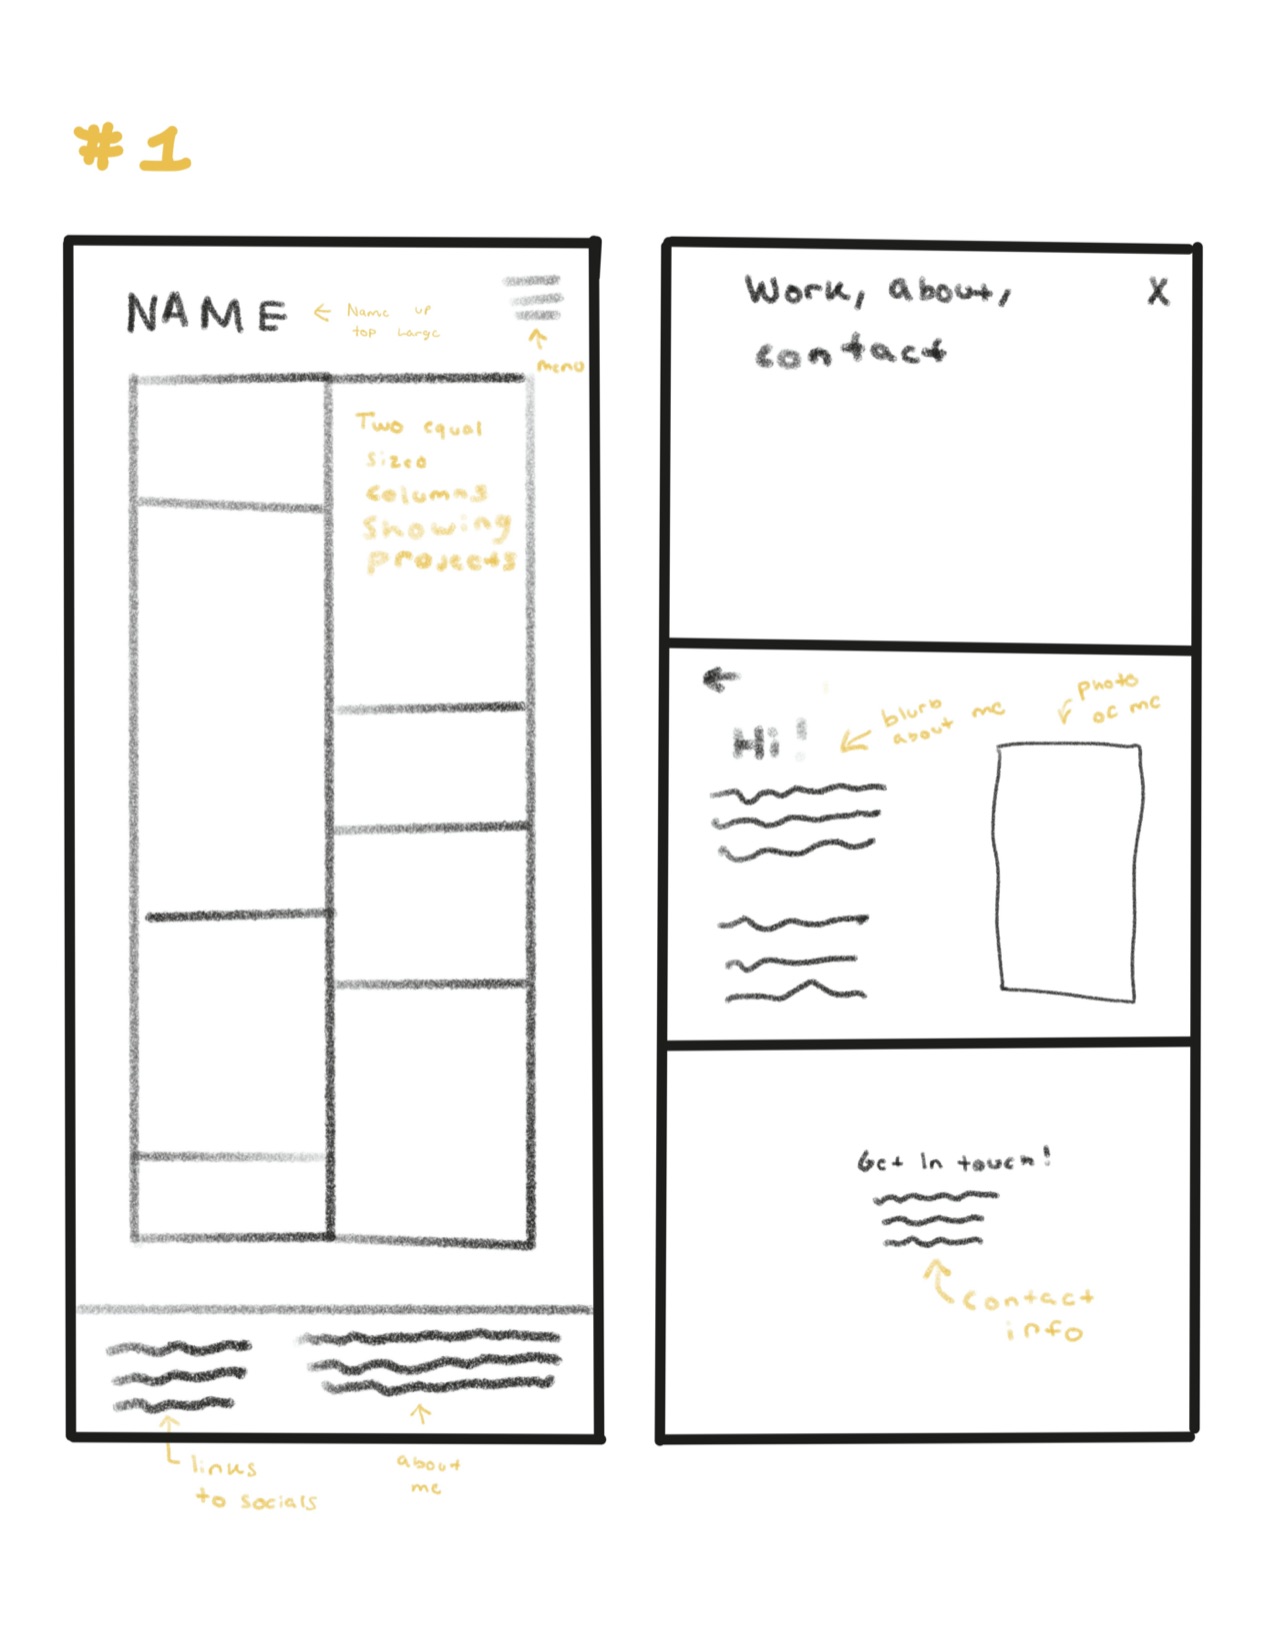 #1
NAME
← Name up
top large
menu
Two equal
sized
columns
showing
projects
links
to socials
about
me
Work, about,
contact
X
Hi!
blurb
about me
photo
of me
Get in touch!
contact
info